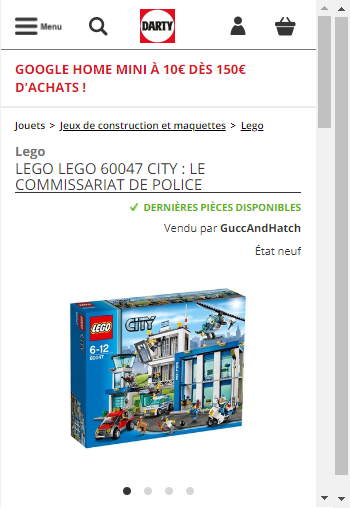 Menu
DARTY
GOOGLE HOME MINI À 10€ DÈS 150€
D'ACHATS !
Jouets > Jeux de construction et maquettes > Lego
Lego
LEGO LEGO 60047 CITY : LE
COMMISSARIAT DE POLICE
DERNIÈRES PIÈCES DISPONIBLES
Vendu par GuccAndHatch
État neuf
LEGO CITY
6-12
60047